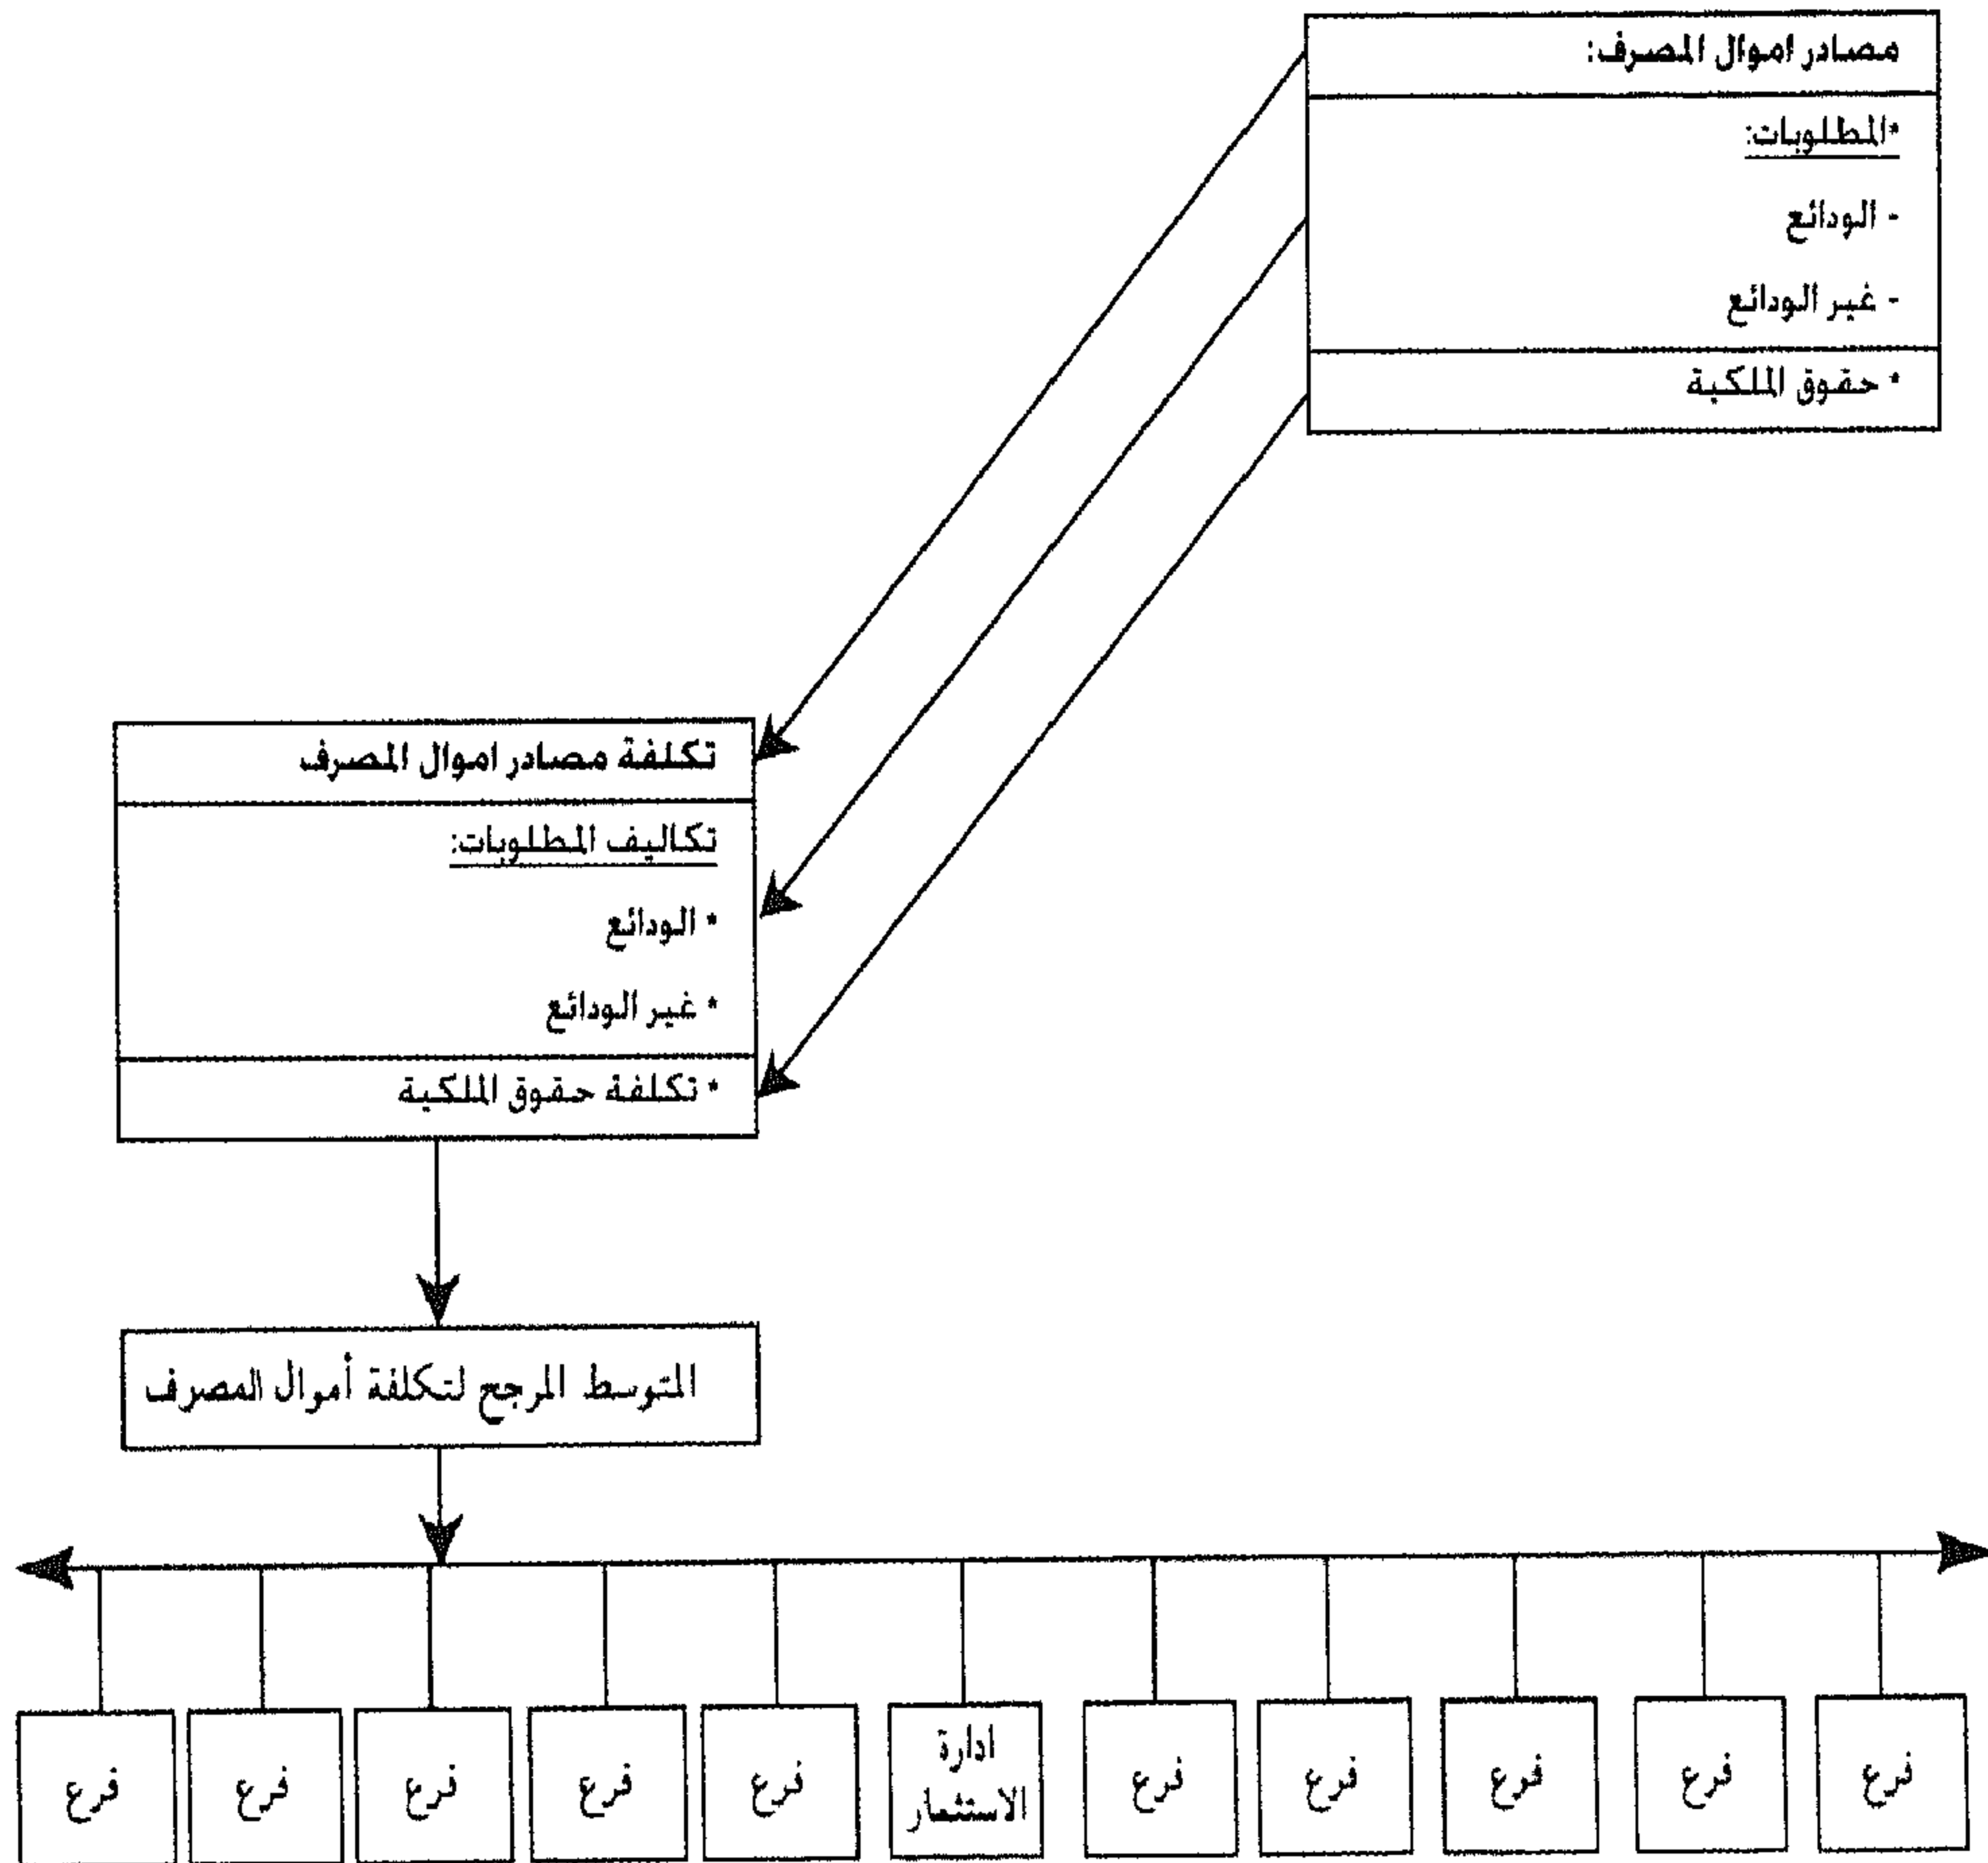 مصادر اموال المصرف:
*المطلوبات:
- الودائع
- غير الودائع
* حقوق الملكية
تكلفة مصادر اموال المصرف
تكاليف المطلوبات:
* الودائع
* غير الودائع
* تكلفة حقوق الملكية
المتوسط المرجح لتكلفة أموال المصرف
فرع
فرع
فرع
فرع
فرع
ادارة
الاستثمار
فرع
فرع
فرع
فرع
فرع